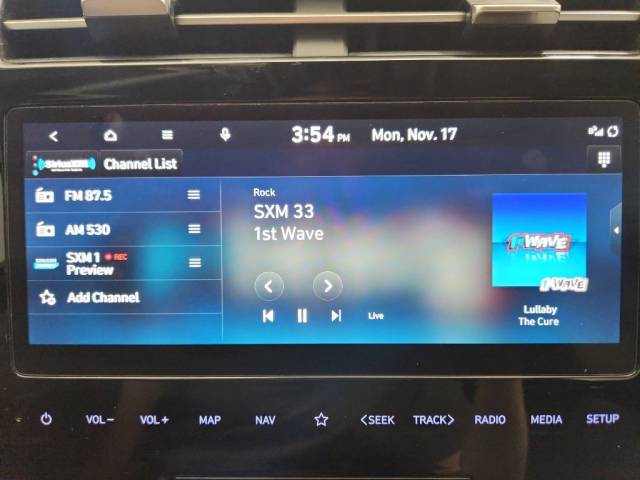 3:54 PM Mon, Nov. 17
SiriusXM Channel List
FM 87.5
AM 530
SXM 1 REC
Preview
Add Channel
Rock
SXM 33
1st Wave
Live
1st WAVE
1st WAVE
Lullaby
The Cure
VOL− VOL+ MAP NAV <SEEK TRACK> RADIO MEDIA SETUP